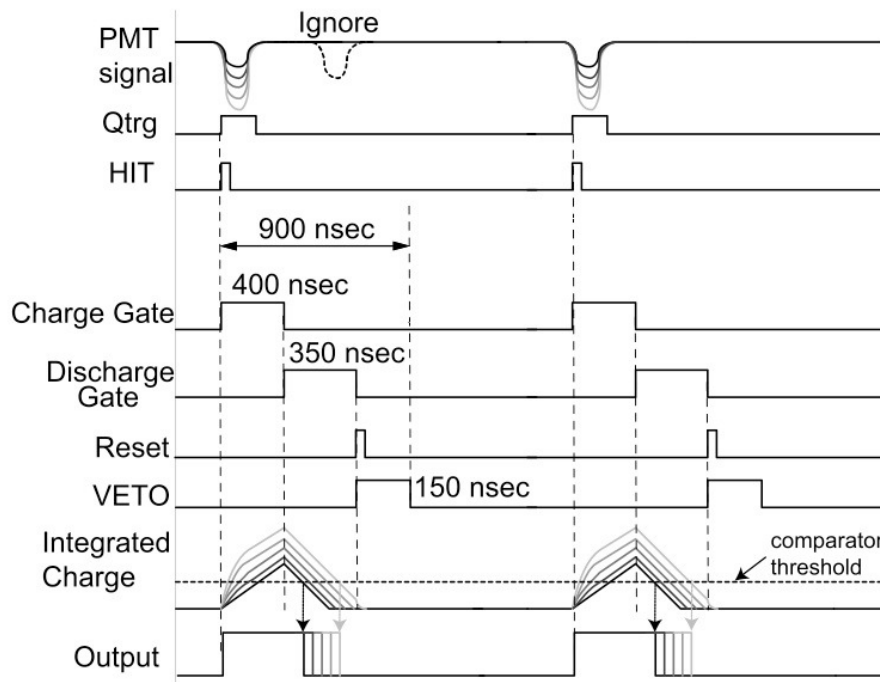 PMT
signal
Ignore
Qtrg
HIT
900 nsec
400 nsec
Charge Gate
350 nsec
Discharge
Gate
Reset
VETO
150 nsec
Integrated
Charge
comparator
threshold
Output